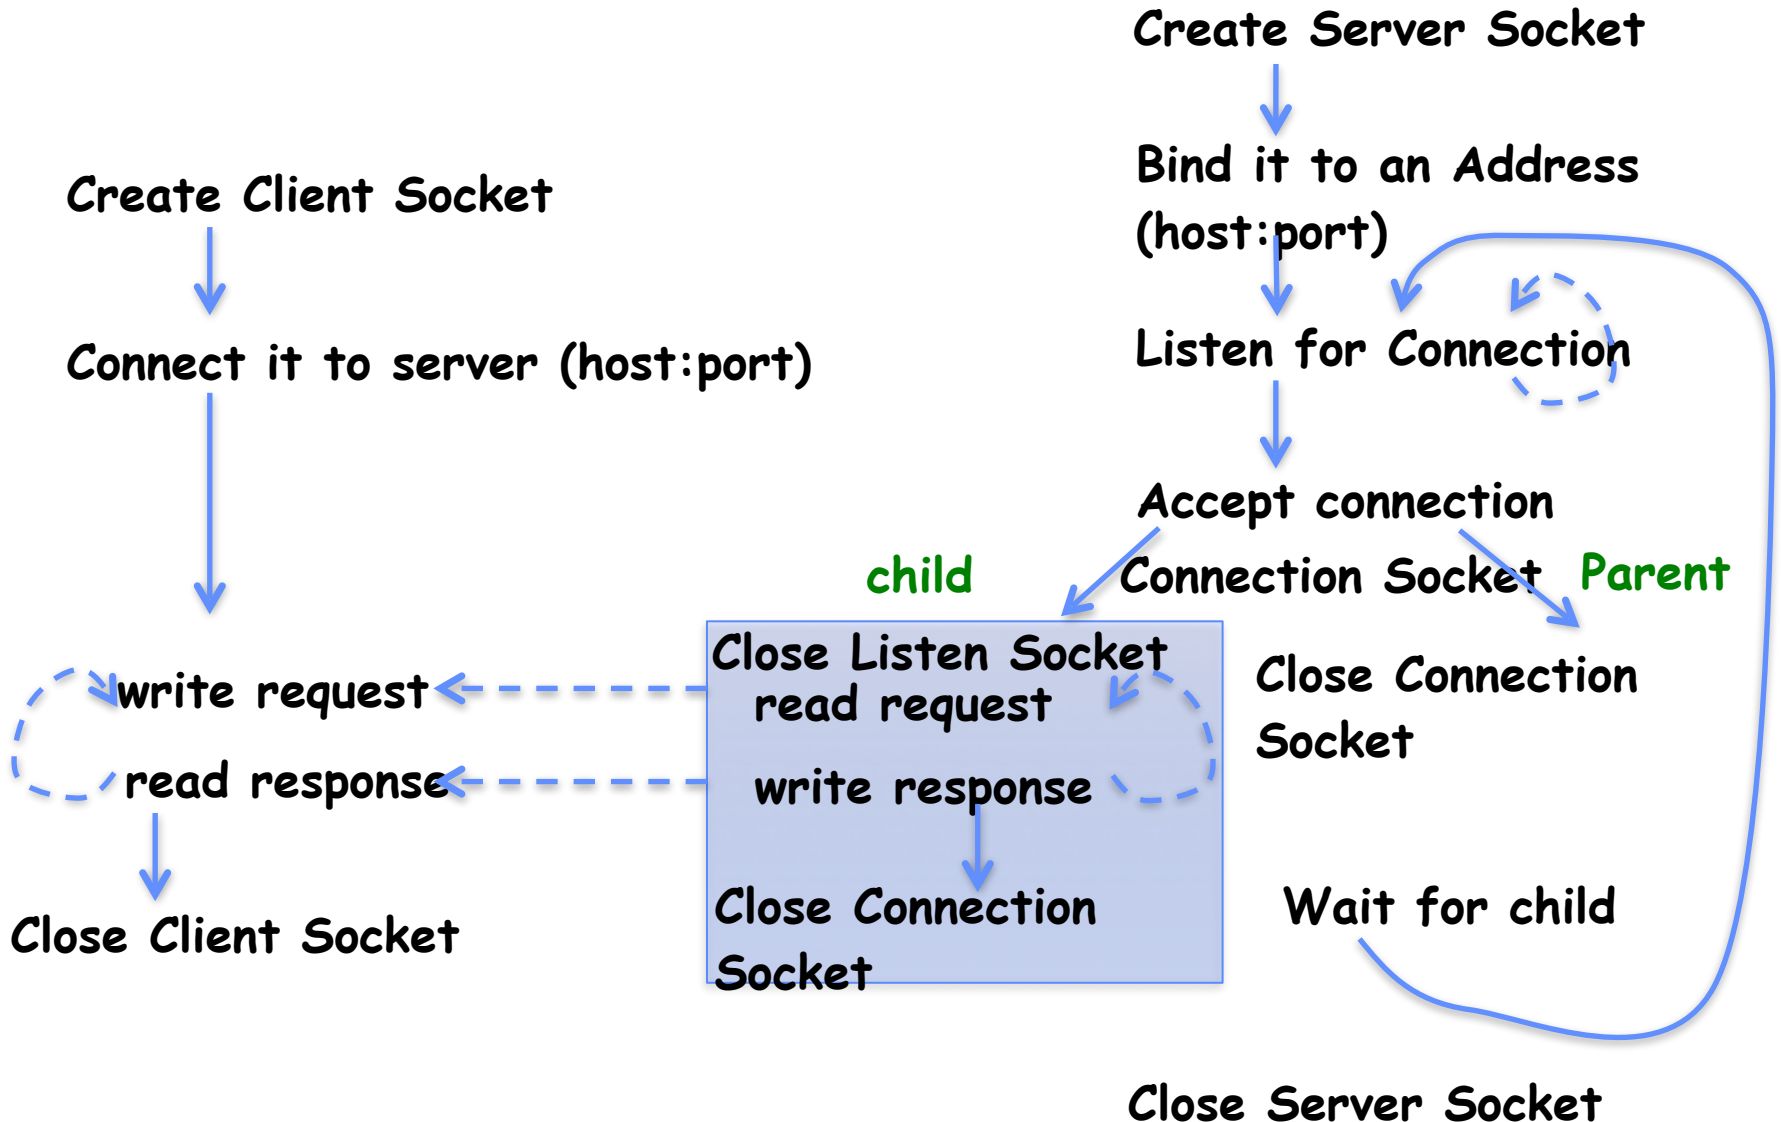 Create Server Socket
Bind it to an Address
(host:port)
Create Client Socket
Connect it to server (host:port)
Listen for Connection
Accept connection
child
Connection Socket
Parent
Close Listen Socket
read request
write response
Close Connection
Socket
write request
read response
Close Client Socket
Close Connection
Socket
Wait for child
Close Server Socket